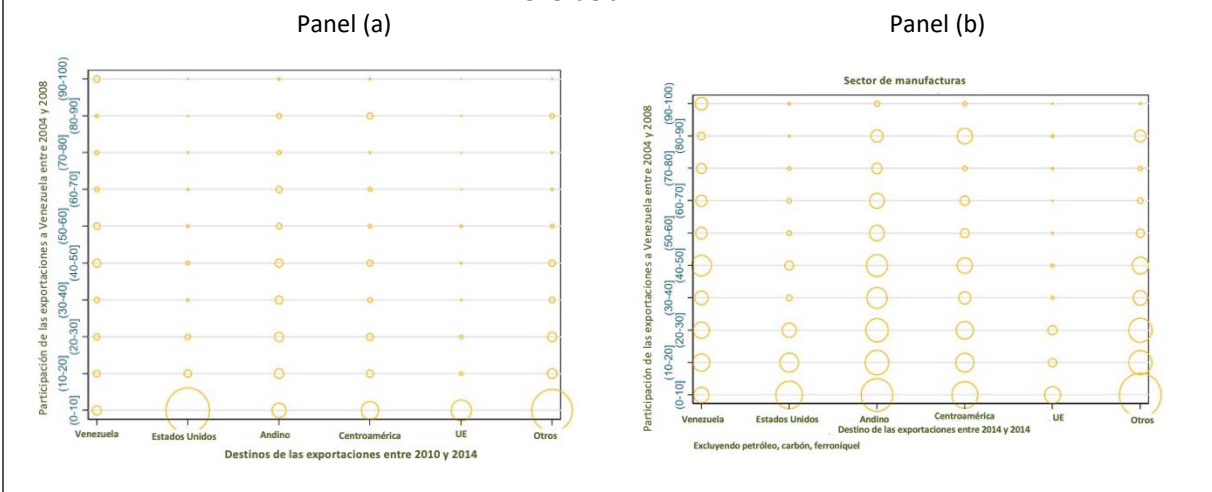 Panel (a)
Panel (b)
Participación de las exportaciones a Venezuela entre 2004 y 2008
(90-100)
(80-90]
(70-80]
(60-70]
(50-60]
(40-50]
(30-40]
(20-30]
(10-20]
(0-10]
Venezuela
Estados Unidos
Andino
Centroamérica
UE
Otros
Destinos de las exportaciones entre 2010 y 2014
Sector de manufacturas
Participación de las exportaciones a Venezuela entre 2004 y 2008
(90-100)
(80-90]
(70-80]
(60-70]
(50-60]
(40-50]
(30-40]
(20-30]
(10-20]
(0-10]
Venezuela
Estados Unidos
Andino
Centroamérica
UE
Otros
Destino de las exportaciones entre 2014 y 2014
Excluyendo petróleo, carbón, ferroníquel